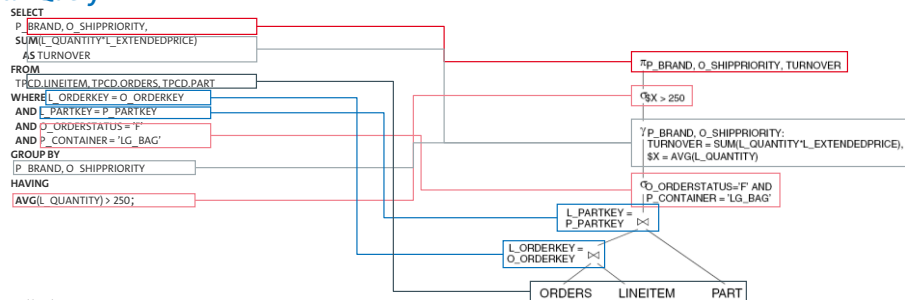 SELECT
P_BRAND, O_SHIPPRIORITY,
SUM(L_QUANTITY*L_EXTENDEDPRICE)
AS TURNOVER
FROM
TPCD.LINEITEM, TPCD.ORDERS, TPCD.PART
WHERE L_ORDERKEY = O_ORDERKEY
AND L_PARTKEY = P_PARTKEY
AND O_ORDERSTATUS = 'F'
AND P_CONTAINER = 'LG_BAG'
GROUP BY
P_BRAND, O_SHIPPRIORITY
HAVING
AVG(L_QUANTITY) > 250;
πP_BRAND, O_SHIPPRIORITY, TURNOVER
σ$X > 250
γ P_BRAND, O_SHIPPRIORITY:
TURNOVER = SUM(L_QUANTITY*L_EXTENDEDPRICE),
$X = AVG(L_QUANTITY)
σO_ORDERSTATUS='F' AND
P_CONTAINER = 'LG_BAG'
L_PARTKEY =
P_PARTKEY ⋈
L_ORDERKEY =
O_ORDERKEY ⋈
ORDERS LINEITEM PART